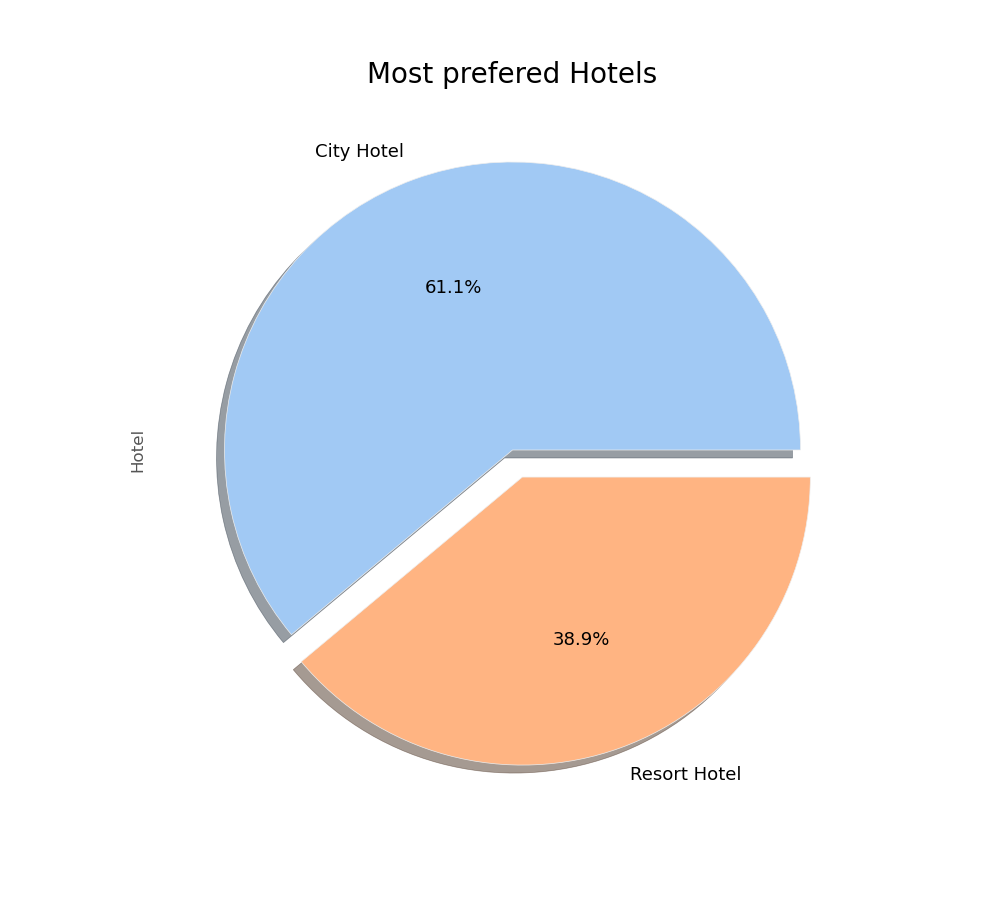 Most prefered Hotels
City Hotel
61.1%
Hotel
38.9%
Resort Hotel